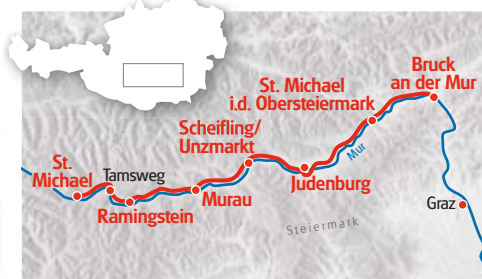 Bruck
an der Mur
St. Michael
i.d. Obersteiermark
Scheifling/
Unzmarkt
Mur
St.
Michael
Tamsweg
Judenburg
Murau
Ramingstein
Graz
Steiermark